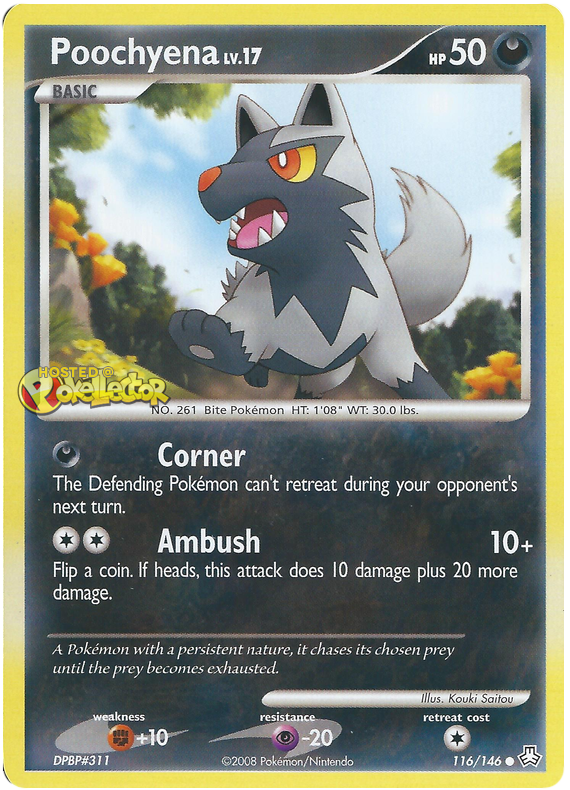 Poochyena LV.17 HP 50
BASIC
HOSTED @
PokeLLector
NO. 261 Bite Pokémon HT: 1'08" WT: 30.0 lbs.
Corner
The Defending Pokémon can't retreat during your opponent's
next turn.
Ambush 10+
Flip a coin. If heads, this attack does 10 damage plus 20 more
damage.
A Pokémon with a persistent nature, it chases its chosen prey
until the prey becomes exhausted.
Illus. Kouki Saitou
weakness resistance retreat cost
+10 -20
DPBP#311 ©2008 Pokémon/Nintendo 116/146